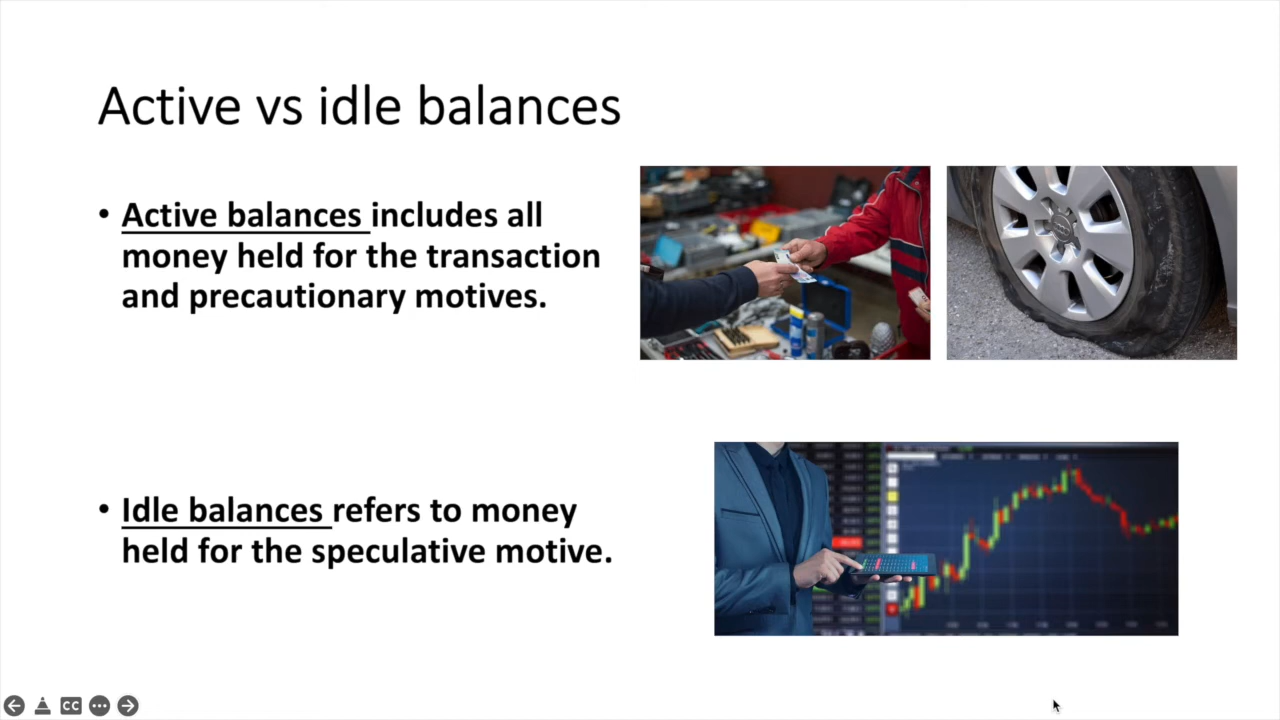 Active vs idle balances
• Active balances includes all
money held for the transaction
and precautionary motives.
• Idle balances refers to money
held for the speculative motive.
CC